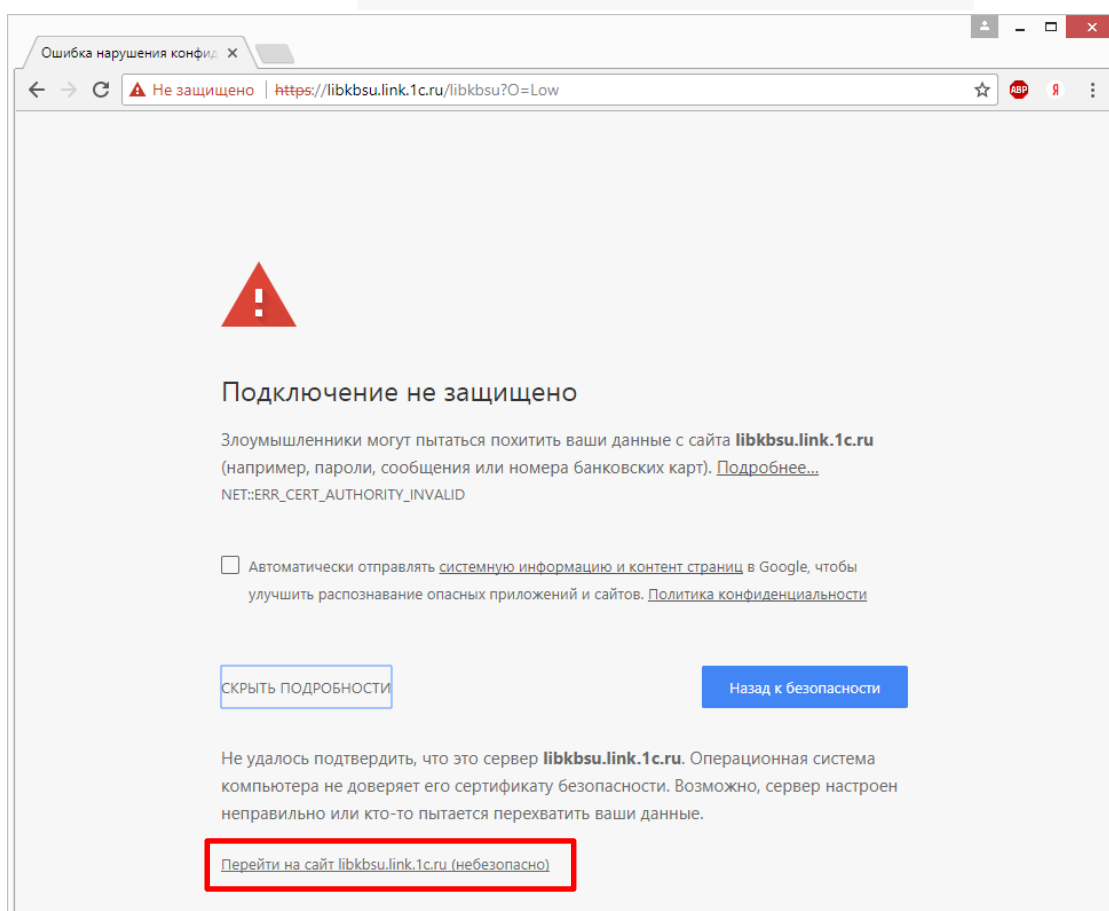 Ошибка нарушения конфид
Не защищено https://libkbsu.link.1c.ru/libkbsu?O=Low
ABP
Я
Подключение не защищено
Злоумышленники могут пытаться похитить ваши данные с сайта libkbsu.link.1c.ru
(например, пароли, сообщения или номера банковских карт). Подробнее...
NET::ERR_CERT_AUTHORITY_INVALID
Автоматически отправлять системную информацию и контент страниц в Google, чтобы
улучшить распознавание опасных приложений и сайтов. Политика конфиденциальности
СКРЫТЬ ПОДРОБНОСТИ
Назад к безопасности
Не удалось подтвердить, что это сервер libkbsu.link.1c.ru. Операционная система
компьютера не доверяет его сертификату безопасности. Возможно, сервер настроен
неправильно или кто-то пытается перехватить ваши данные.
Перейти на сайт libkbsu.link.1c.ru (небезопасно)